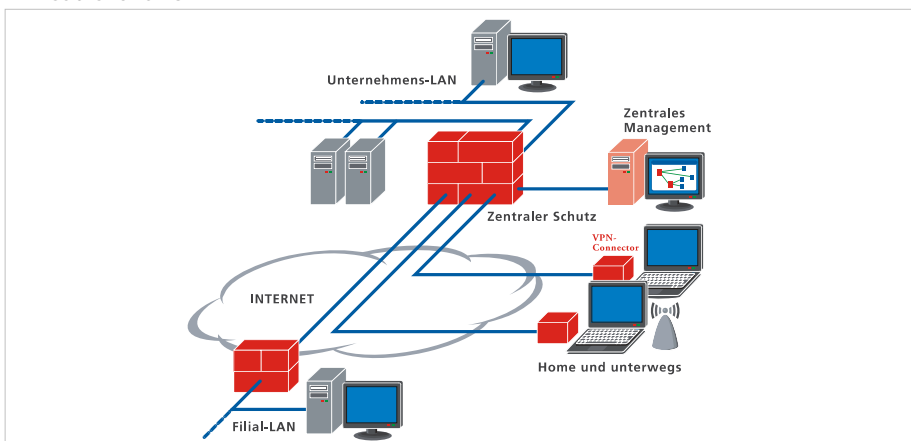 Unternehmens-LAN
Zentrales
Management
Zentraler Schutz
VPN-
Connector
INTERNET
Home und unterwegs
Filial-LAN